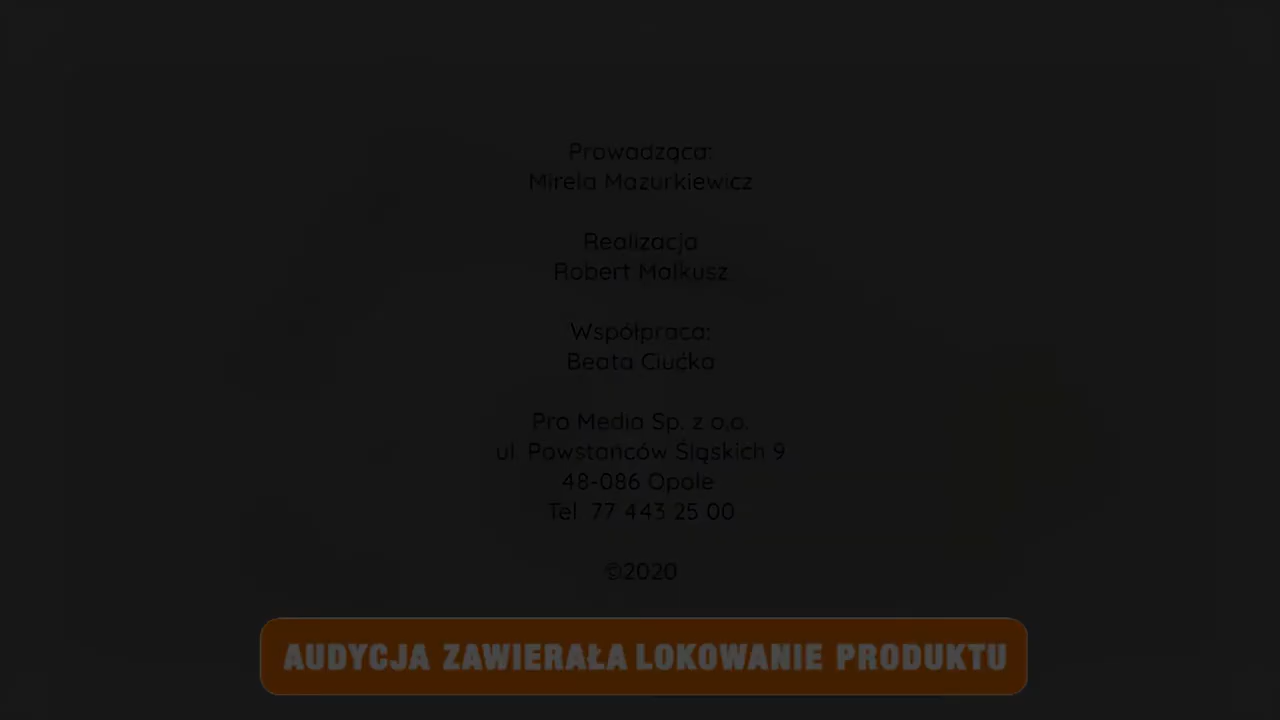 Prowadząca:
Mirela Mazurkiewicz
Realizacja
Robert Malkusz
Współpraca:
Beata Ciućka
Pro Media Sp. z o.o.
ul. Powstańców Śląskich 9
48-086 Opole
Tel. 77 443 25 00
©2020
AUDYCJA ZAWIERAŁA LOKOWANIE PRODUKTU